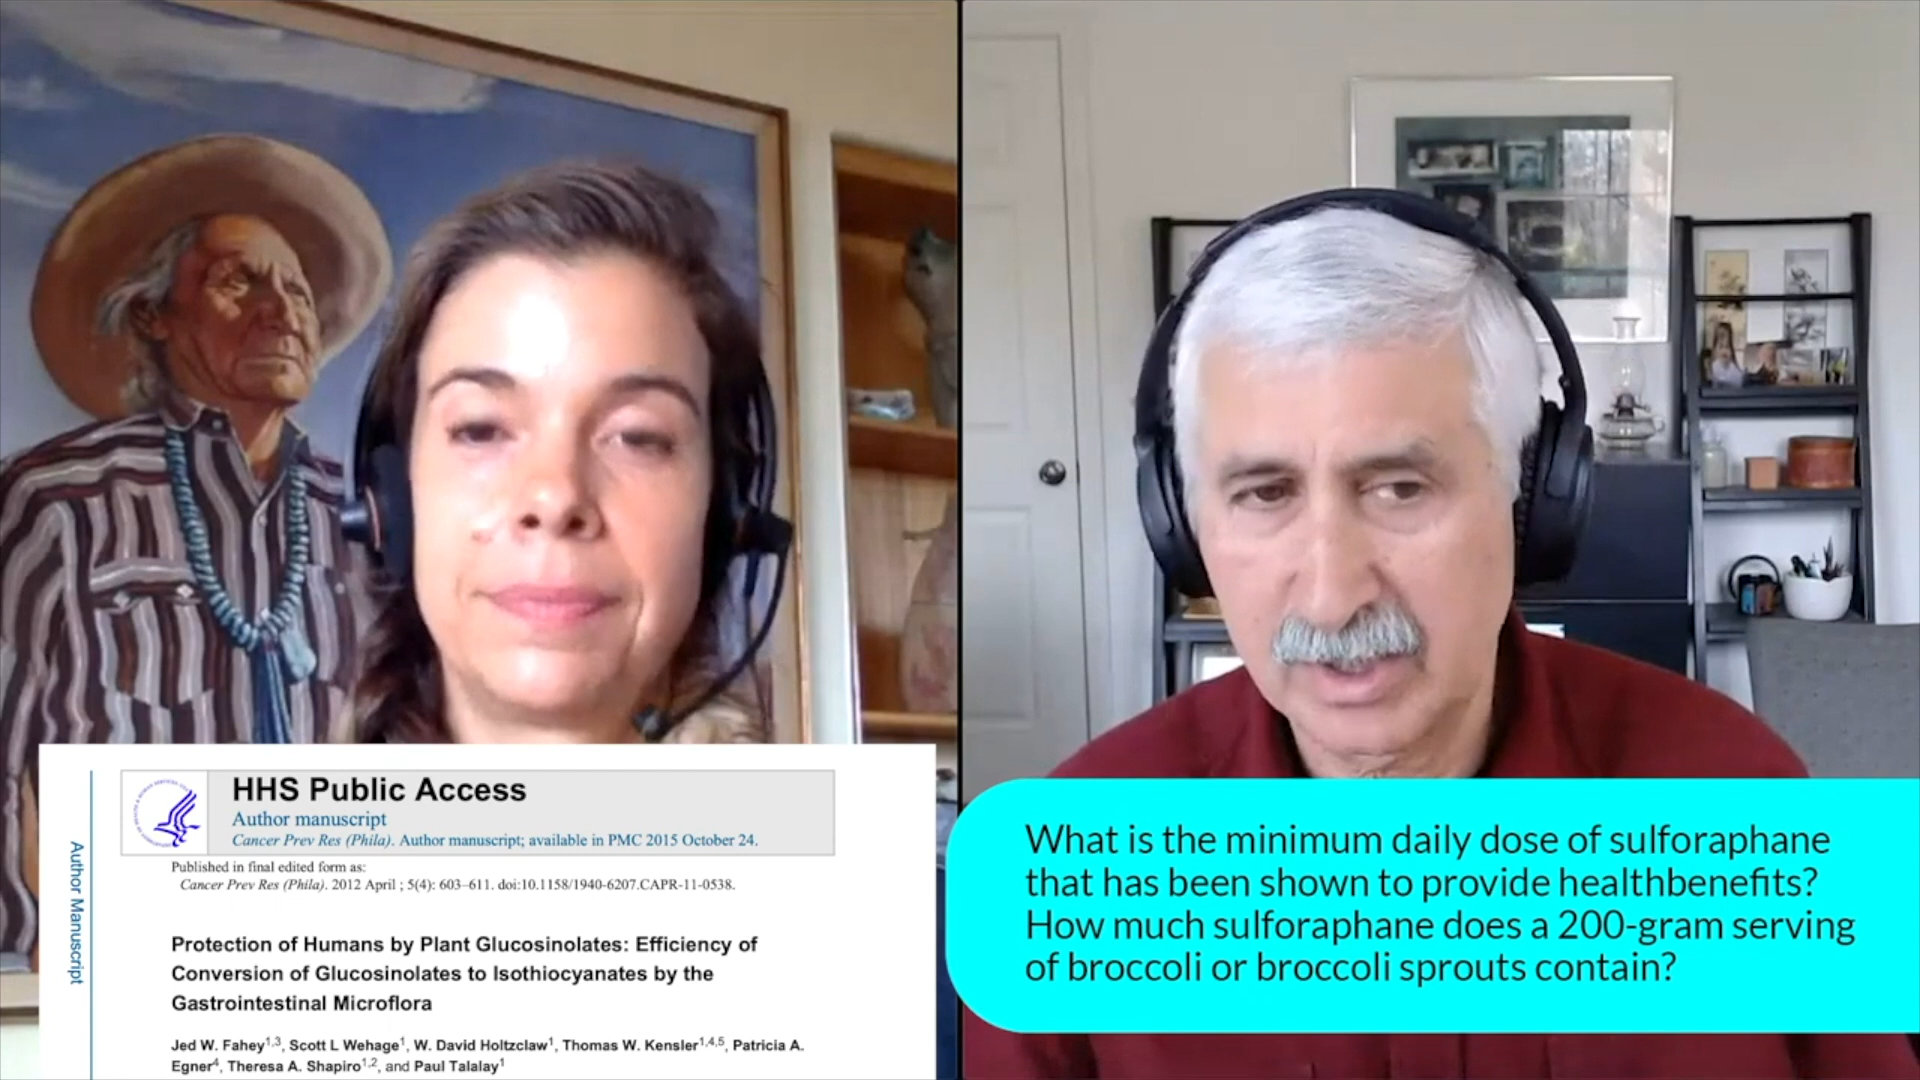 HHS Public Access
Author manuscript
Cancer Prev Res (Phila). Author manuscript; available in PMC 2015 October 24.
Author Manuscript
Published in final edited form as:
Cancer Prev Res (Phila). 2012 April ; 5(4): 603–611. doi:10.1158/1940-6207.CAPR-11-0538.
Protection of Humans by Plant Glucosinolates: Efficiency of
Conversion of Glucosinolates to Isothiocyanates by the
Gastrointestinal Microflora
Jed W. Fahey1,3, Scott L Wehage1, W. David Holtzclaw1, Thomas W. Kensler1,4,5, Patricia A.
Egner4, Theresa A. Shapiro1,2, and Paul Talalay1
What is the minimum daily dose of sulforaphane
that has been shown to provide healthbenefits?
How much sulforaphane does a 200-gram serving
of broccoli or broccoli sprouts contain?